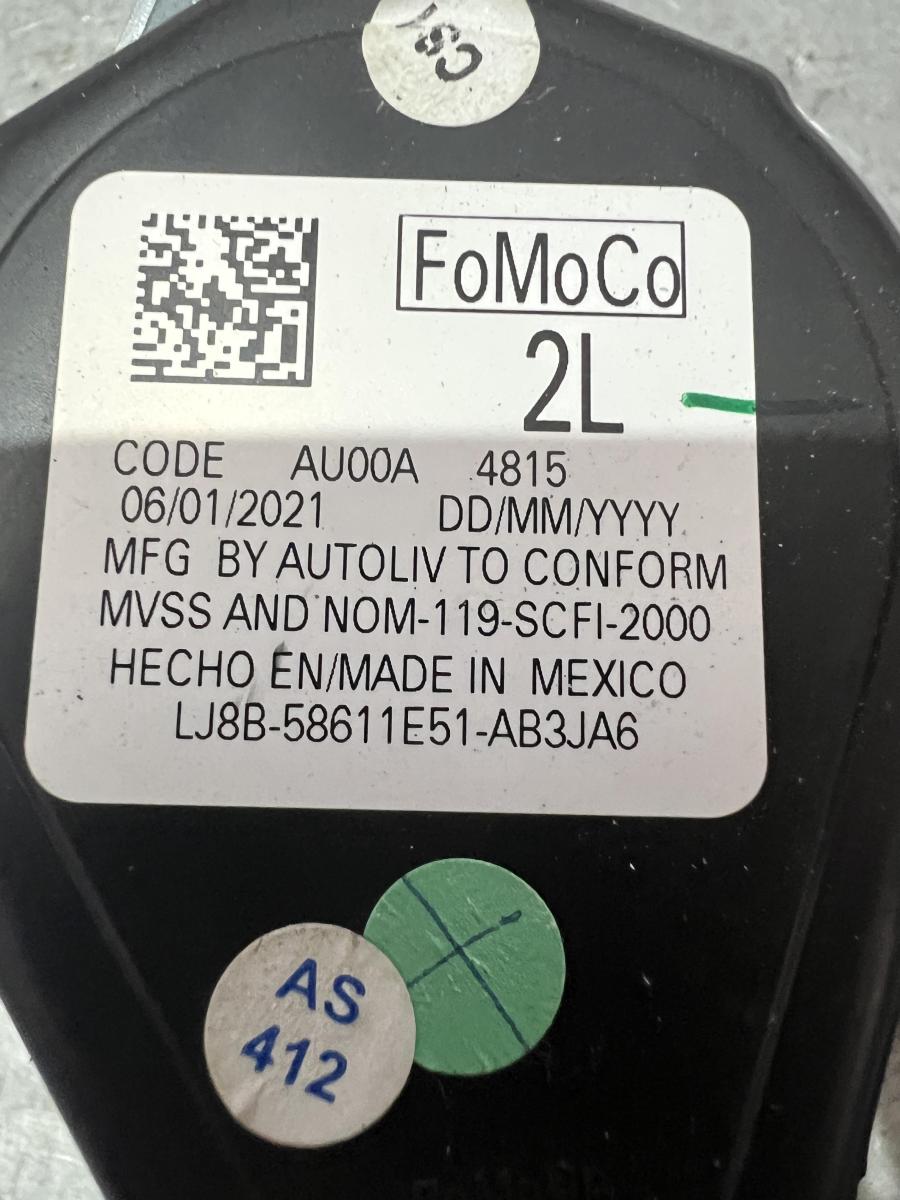 CS1
FoMoCo
2L
CODE AU00A 4815
06/01/2021 DD/MM/YYYY
MFG BY AUTOLIV TO CONFORM
MVSS AND NOM-119-SCFI-2000
HECHO EN/MADE IN MEXICO
LJ8B-58611E51-AB3JA6
AS
412